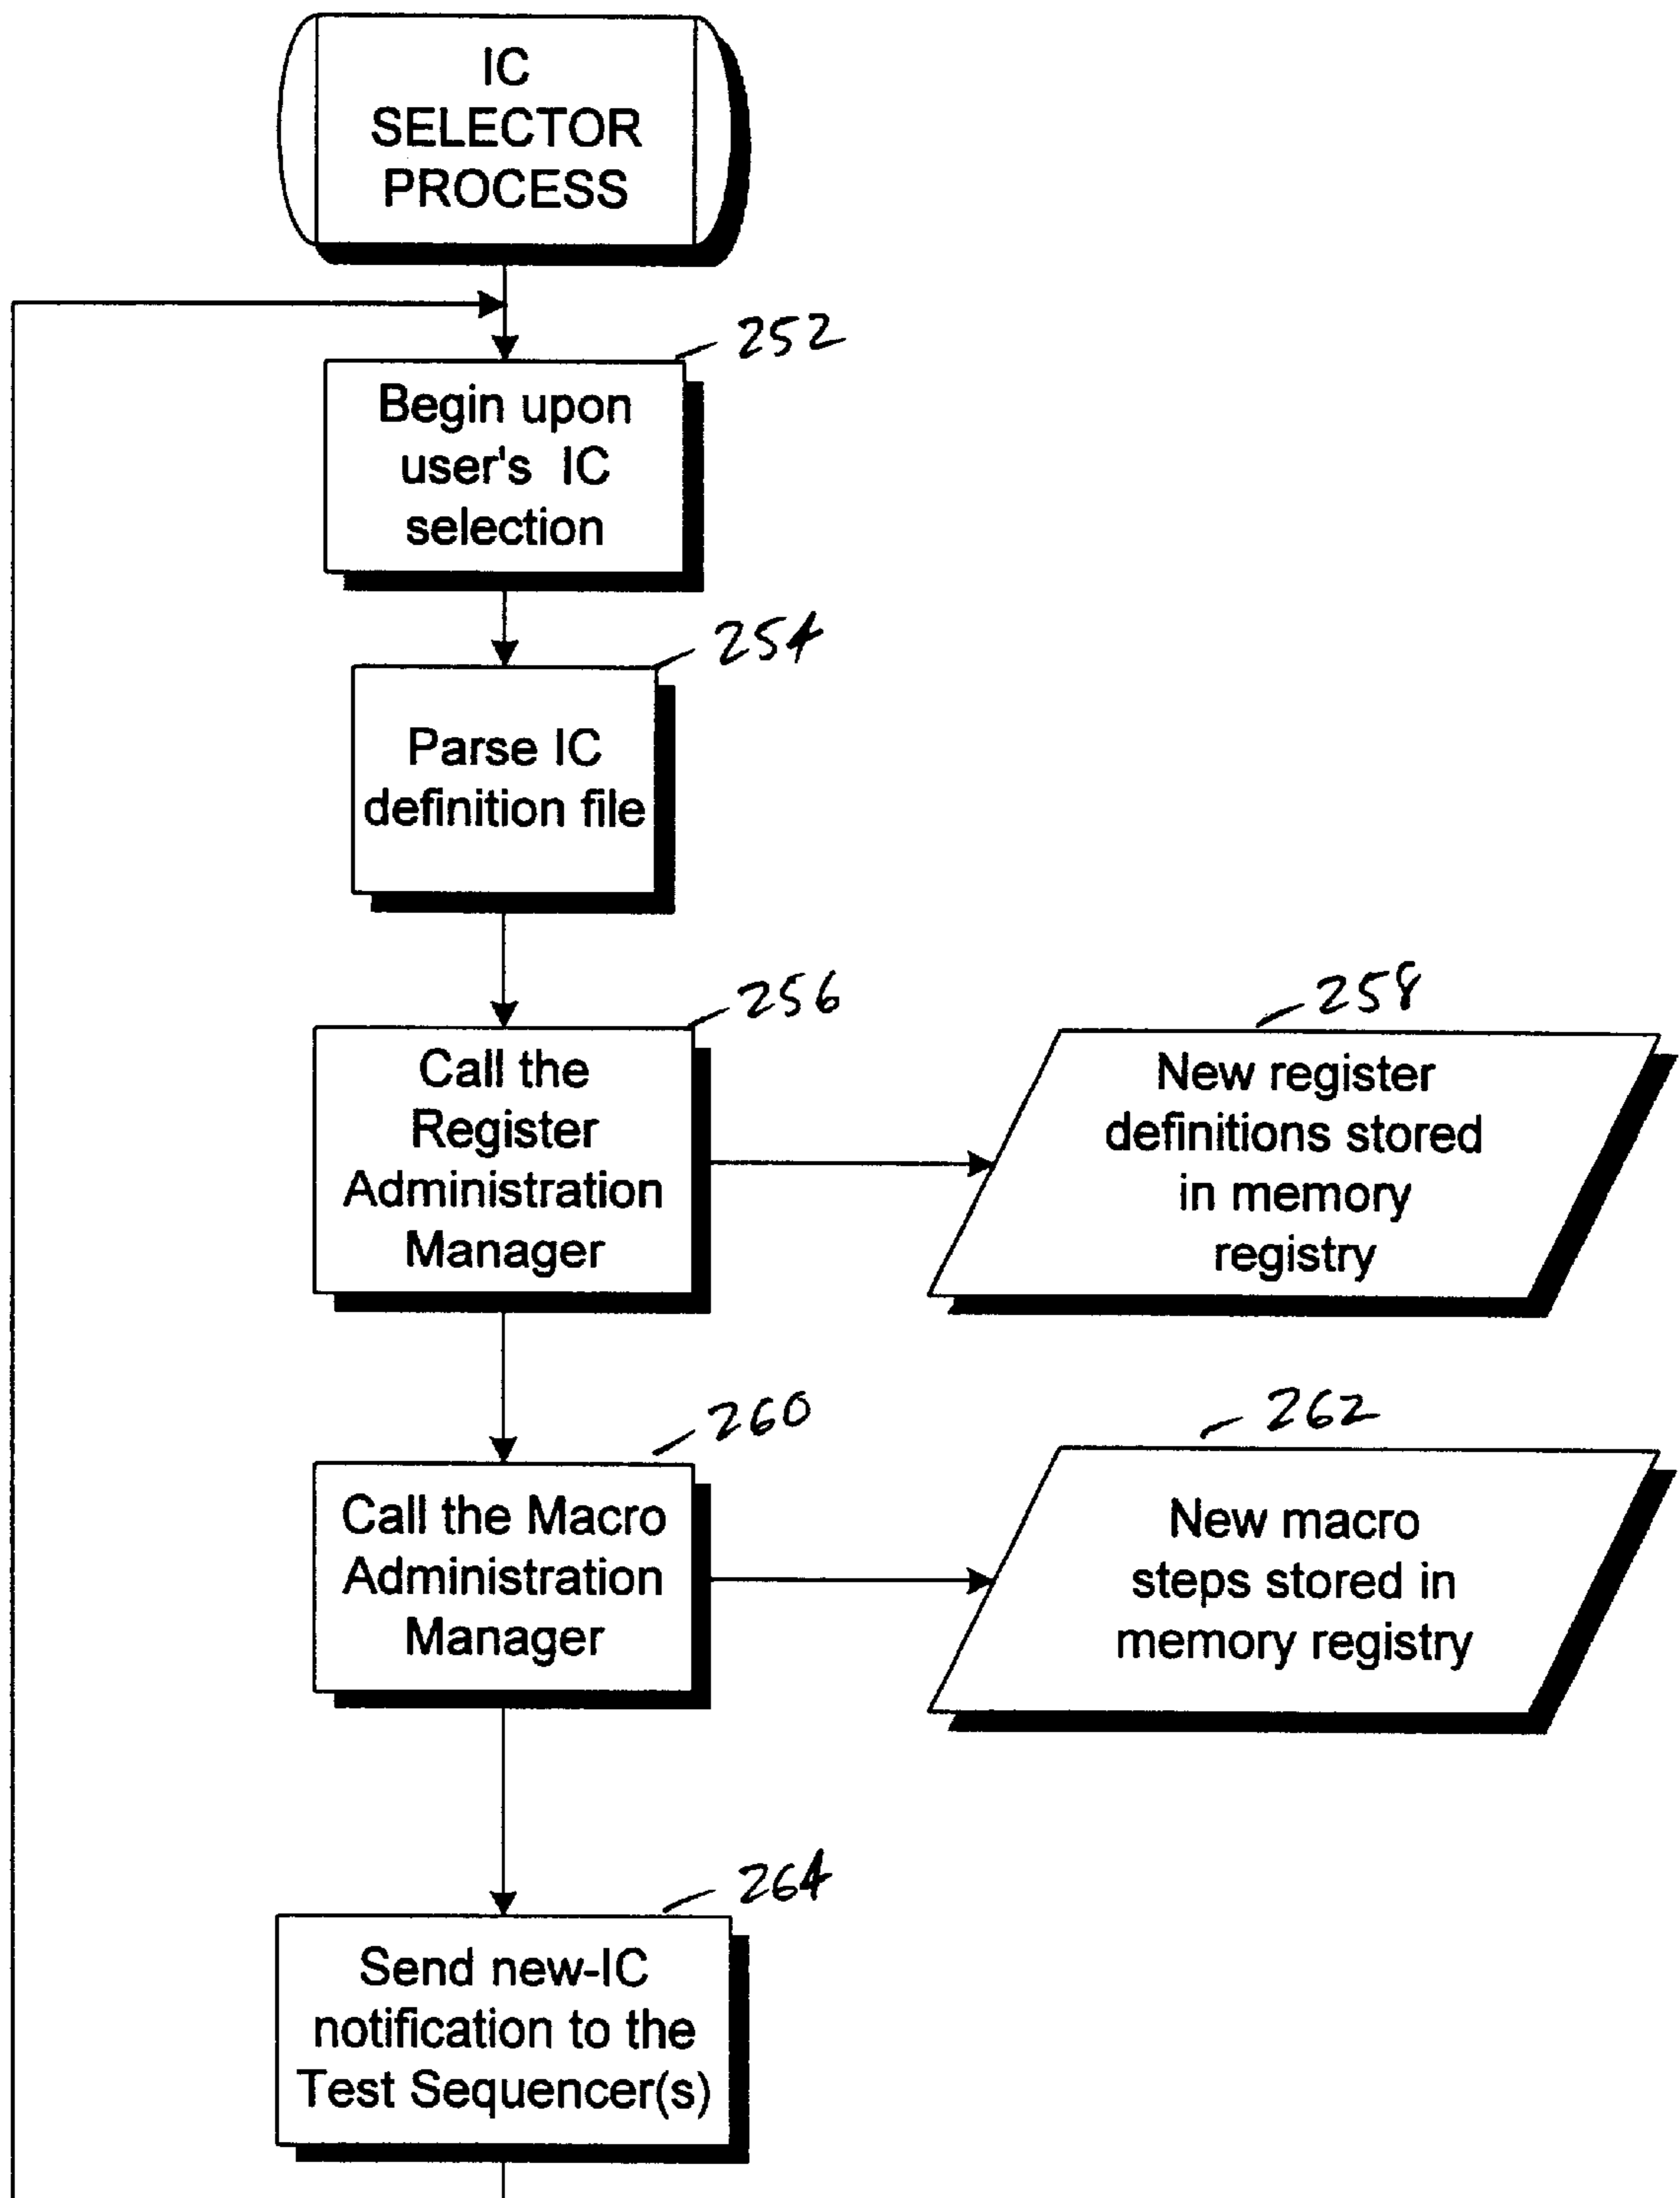 IC
SELECTOR
PROCESS
252
Begin upon
user's IC
selection
254
Parse IC
definition file
256
Call the
Register
Administration
Manager
258
New register
definitions stored
in memory
registry
260
Call the Macro
Administration
Manager
262
New macro
steps stored in
memory registry
264
Send new-IC
notification to the
Test Sequencer(s)